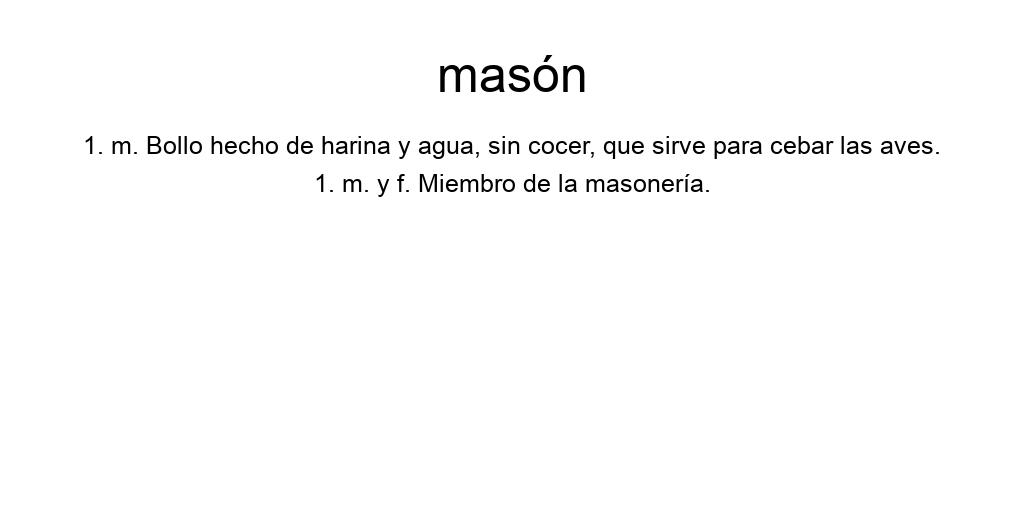 masón
1. m. Bollo hecho de harina y agua, sin cocer, que sirve para cebar las aves.
1. m. y f. Miembro de la masonería.